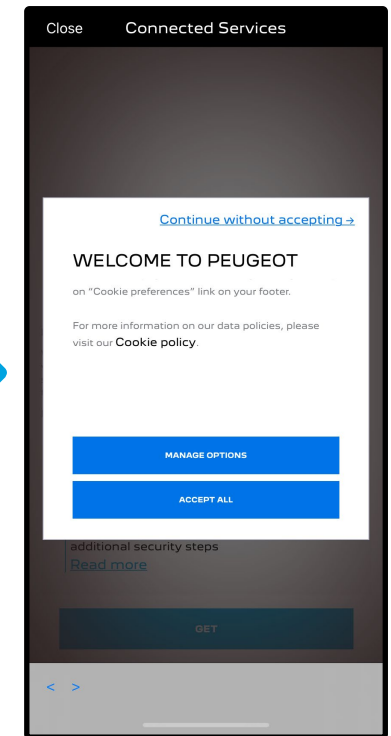 Close Connected Services
Continue without accepting →
WELCOME TO PEUGEOT
on “Cookie preferences” link on your footer.
For more information on our data policies, please
visit our Cookie policy.
MANAGE OPTIONS
ACCEPT ALL
additional security steps
Read more
GET
< >